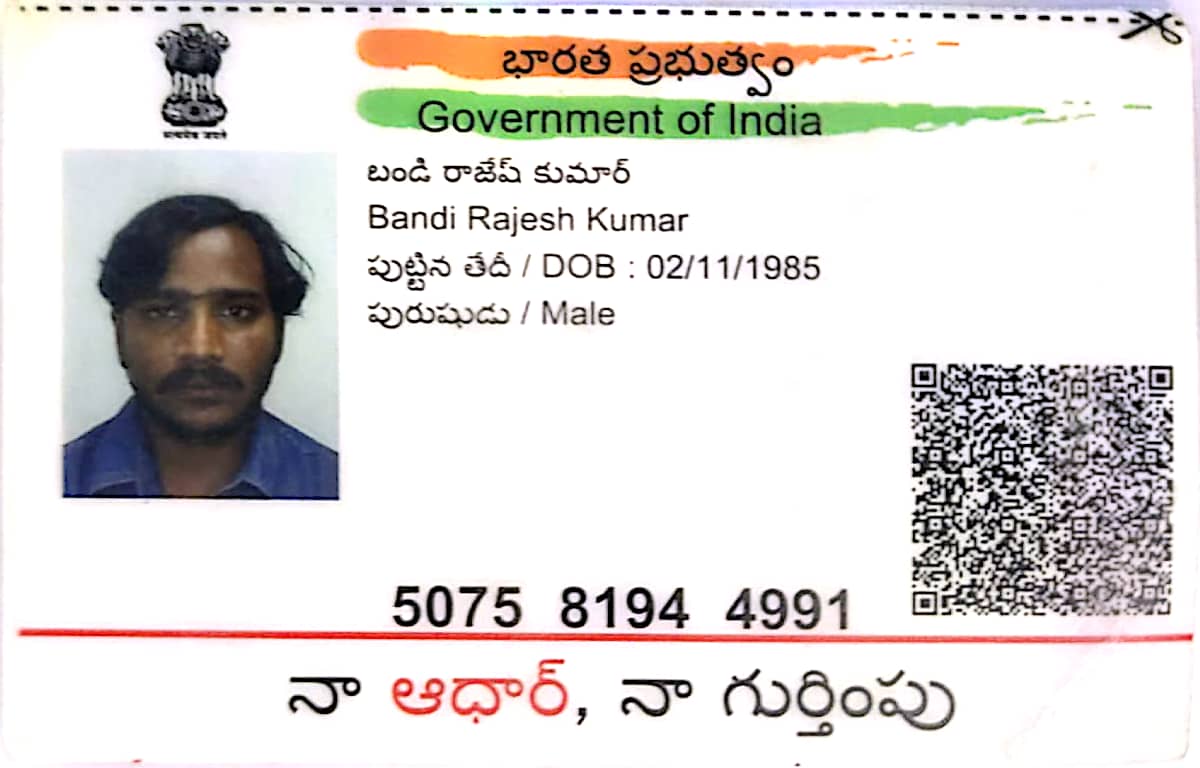 सत्यमेव जयते
భారత ప్రభుత్వం
Government of India
బండి రాజేష్ కుమార్
Bandi Rajesh Kumar
పుట్టిన తేదీ / DOB : 02/11/1985
పురుషుడు / Male
5075 8194 4991
నా ఆధార్, నా గుర్తింపు